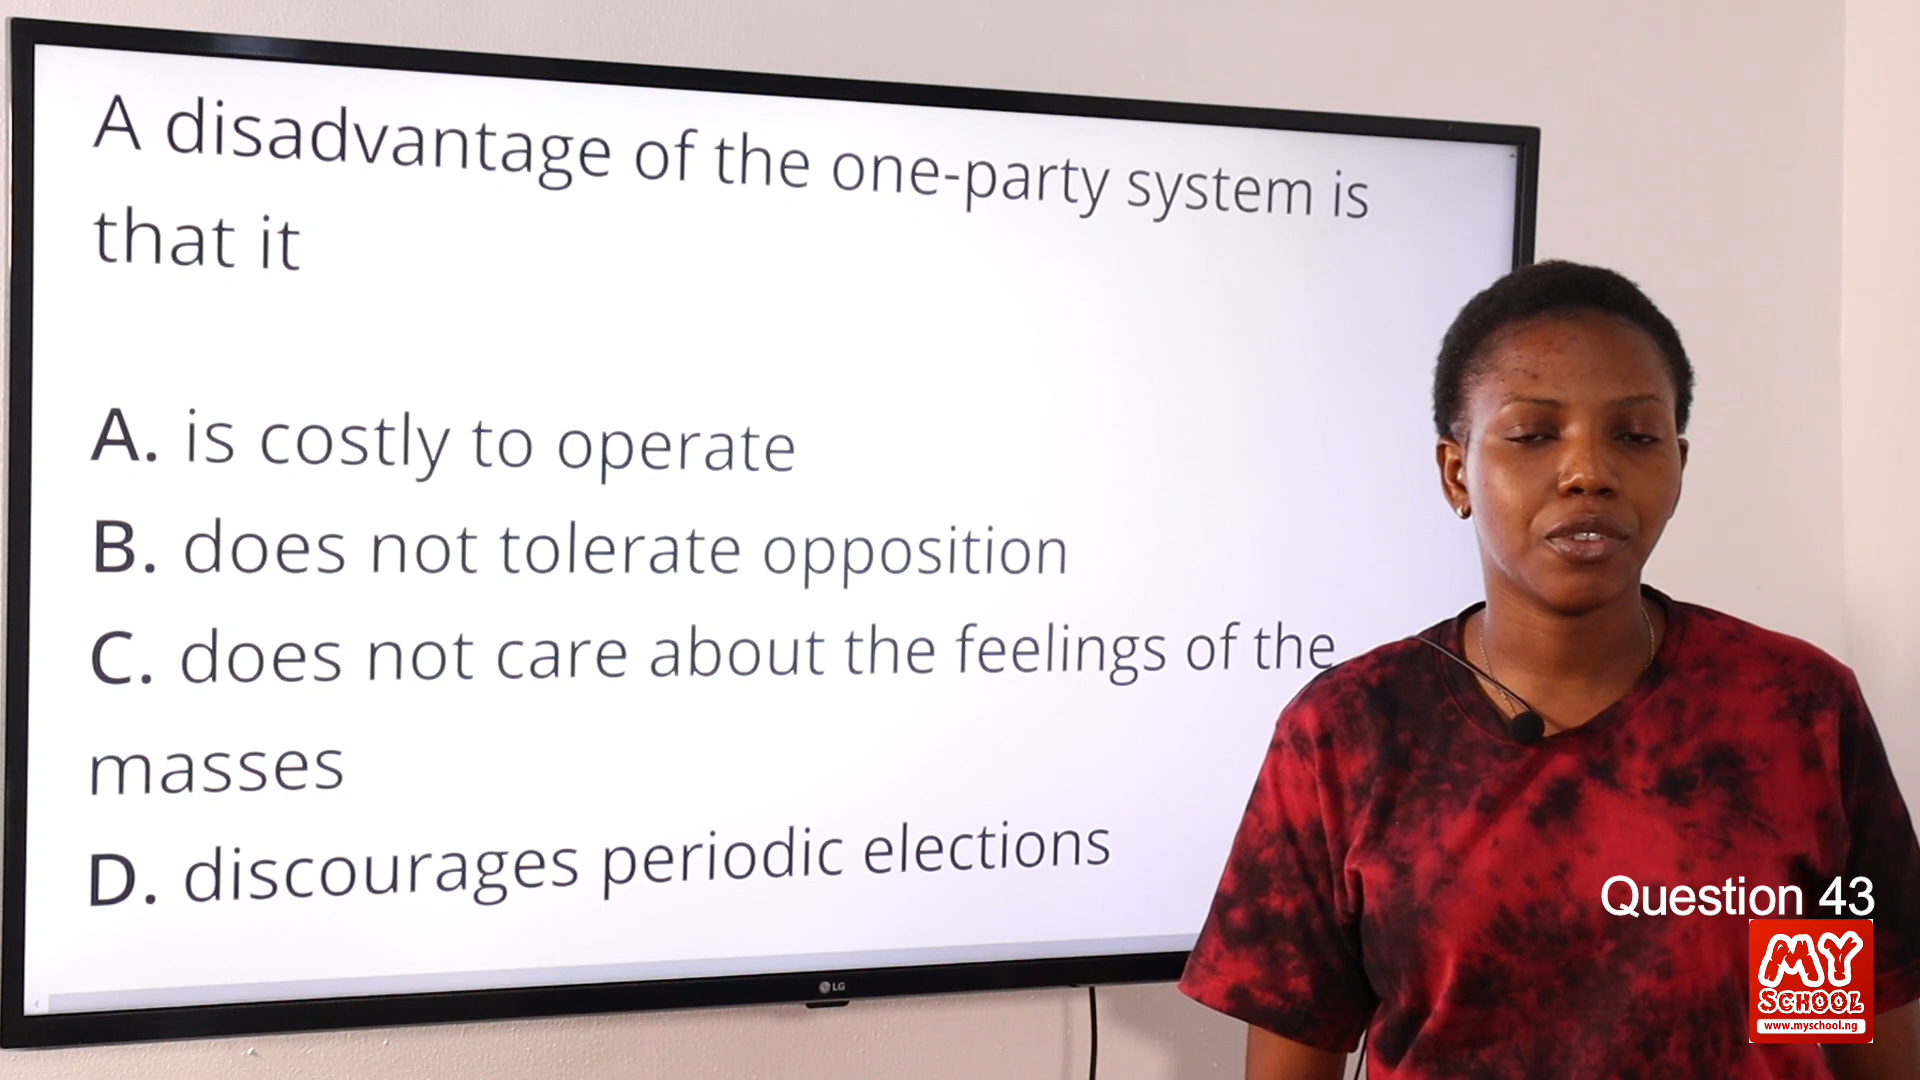 A disadvantage of the one-party system is
that it
A. is costly to operate
B. does not tolerate opposition
C. does not care about the feelings of the
masses
D. discourages periodic elections
LG
Question 43
MY
SCHOOL
www.myschool.ng